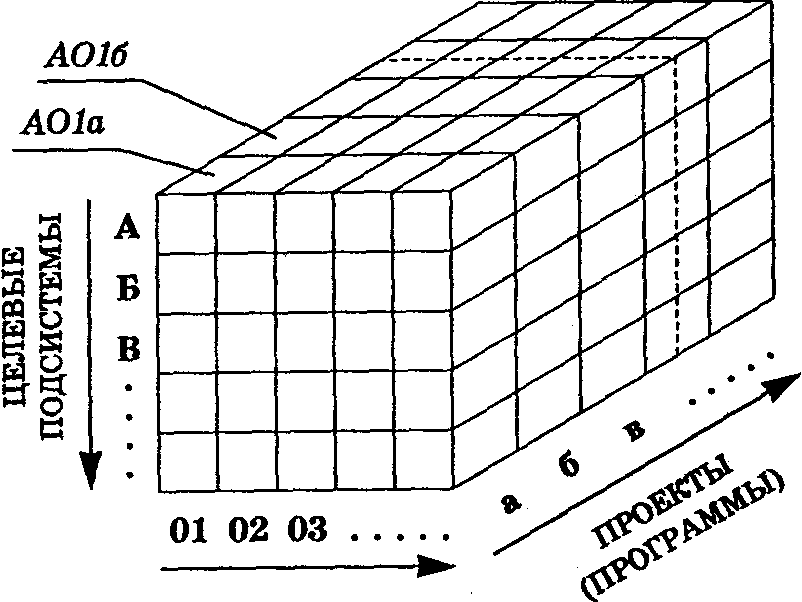 АО1б
АО1а
ЦЕЛЕВЫЕ
ПОДСИСТЕМЫ
А
Б
В
. . . .
01 02 03 . . . . .
а б в . . . . .
ПРОЕКТЫ
(ПРОГРАММЫ)